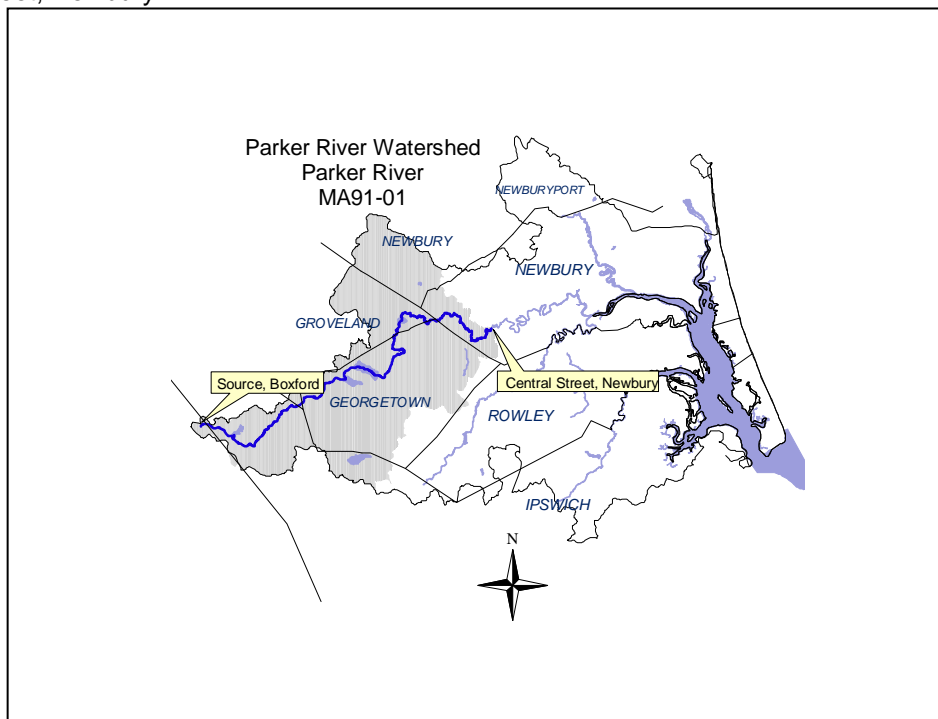 Parker River Watershed
Parker River
MA91-01
NEWBURYPORT
NEWBURY
NEWBURY
GROVELAND
Source, Boxford
Central Street, Newbury
GEORGETOWN
ROWLEY
IPSWICH
N